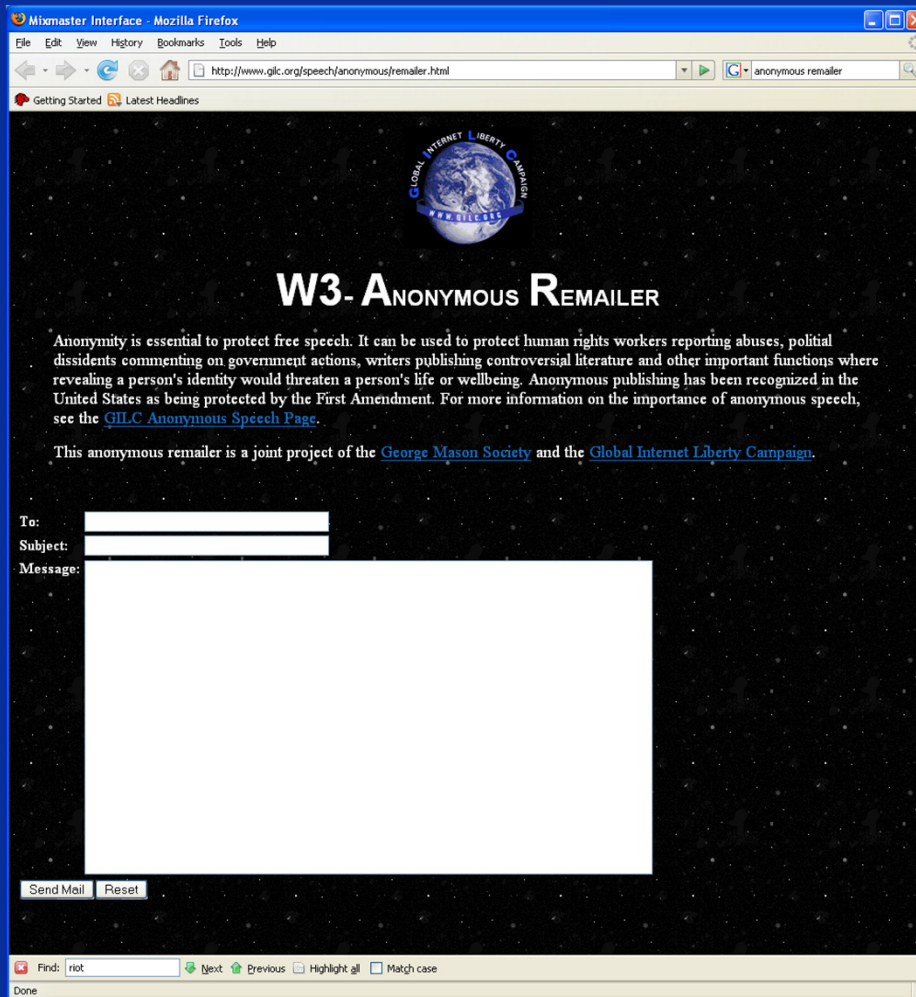 Mixmaster Interface - Mozilla Firefox
File Edit View History Bookmarks Tools Help
http://www.gilc.org/speech/anonymous/remailer.html G anonymous remailer
Getting Started Latest Headlines
GLOBAL INTERNET LIBERTY CAMPAIGN
WWW.GILC.ORG
W3- ANONYMOUS REMAILER
Anonymity is essential to protect free speech. It can be used to protect human rights workers reporting abuses, politial
dissidents commenting on government actions, writers publishing controversial literature and other important functions where
revealing a person's identity would threaten a person's life or wellbeing. Anonymous publishing has been recognized in the
United States as being protected by the First Amendment. For more information on the importance of anonymous speech,
see the GILC Anonymous Speech Page.
This anonymous remailer is a joint project of the George Mason Society and the Global Internet Liberty Campaign.
To:
Subject:
Message:
Send Mail Reset
Find: riot Next Previous Highlight all Match case
Done